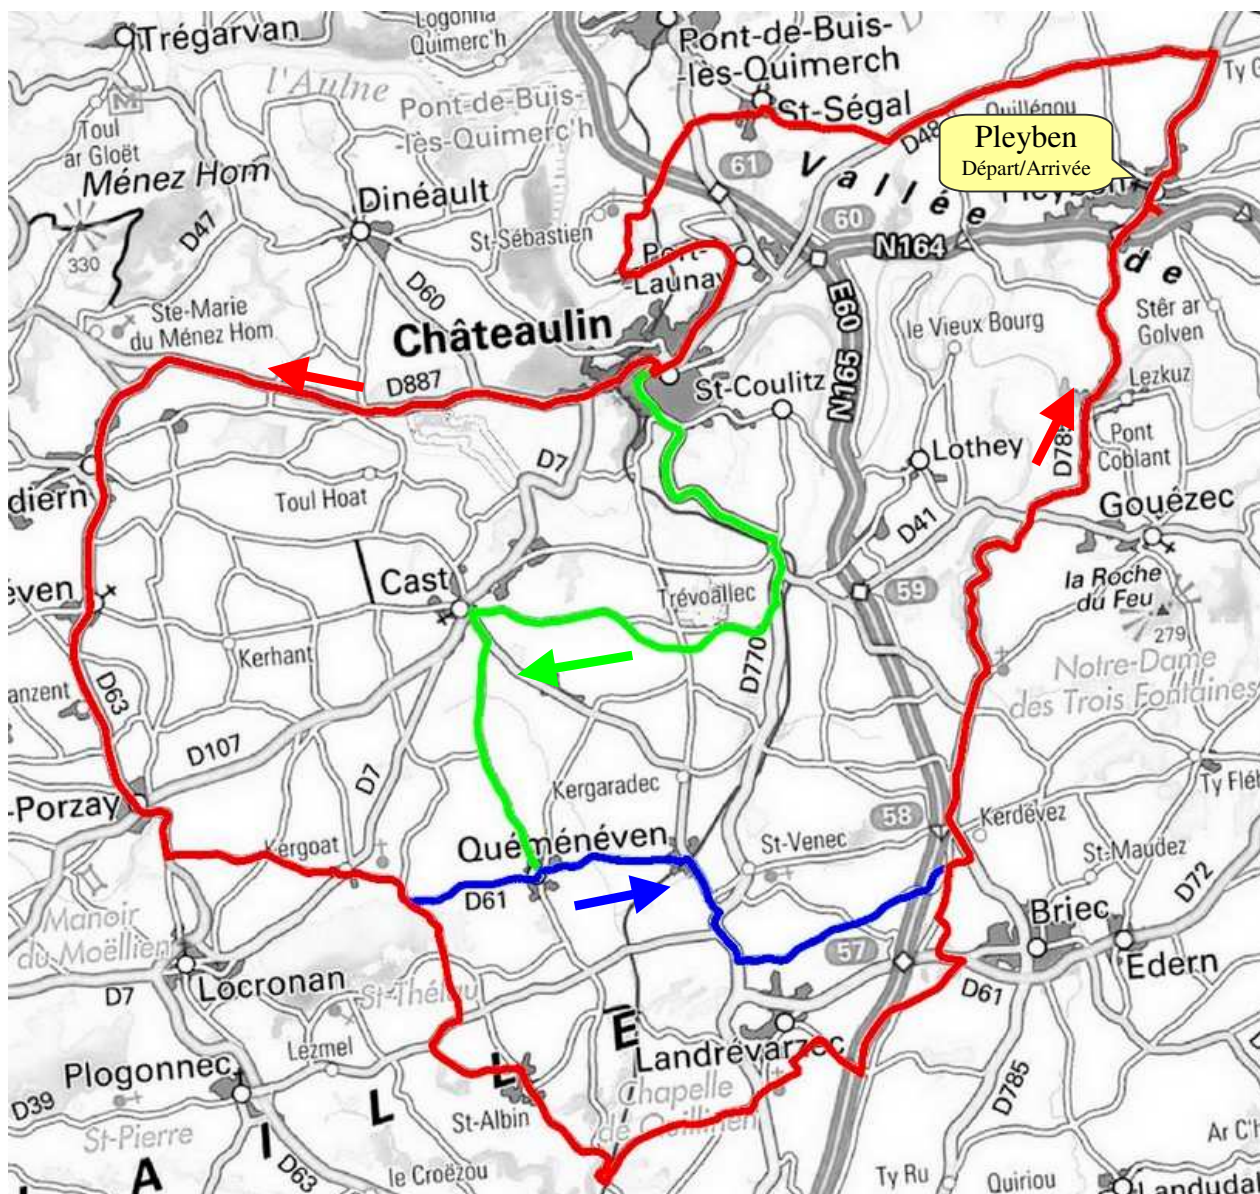 Trégarvan
Logonna
Quimerc'h
Pont-de-Buis-
-lès-Quimerch
l'Aulne
Pont-de-Buis-
-lès-Quimerc'h
St-Ségal
Quillégou
D48
Pleyben
Départ/Arrivée
M
Toul
ar Gloët
Ménez Hom
Dinéault
61
Vallée
de
60
N164
D47
St-Sébastien
330
D60
Port-
-Launay
E60
N165
Ste-Marie
du Ménez Hom
Châteaulin
le Vieux Bourg
Stêr ar
Golven
D887
St-Coulitz
Lezkuz
Lothey
Pont
Coblant
D7
Toul Hoat
diern
D41
Gouézec
Cast
Trévoallec
59
la Roche
du Feu
279
even
Kerhant
D770
Notre-Dame
des Trois Fontaines
anzent
D63
D107
D7
Kergaradec
-Porzay
58
Kerdévez
Kergoat
Quéménéven
St-Venec
St-Maudez
D72
D61
Manoir
du Moëllien
57
Briec
Edern
Locronan
St-Thélau
D7
D61
Lezmel
E
Landrévarzec
Plogonnec
L
Chapelle
de Quillinen
D785
D39
St-Pierre
L
St-Albin
I
D63
A
le Croëzou
Ty Ru
Quiriou